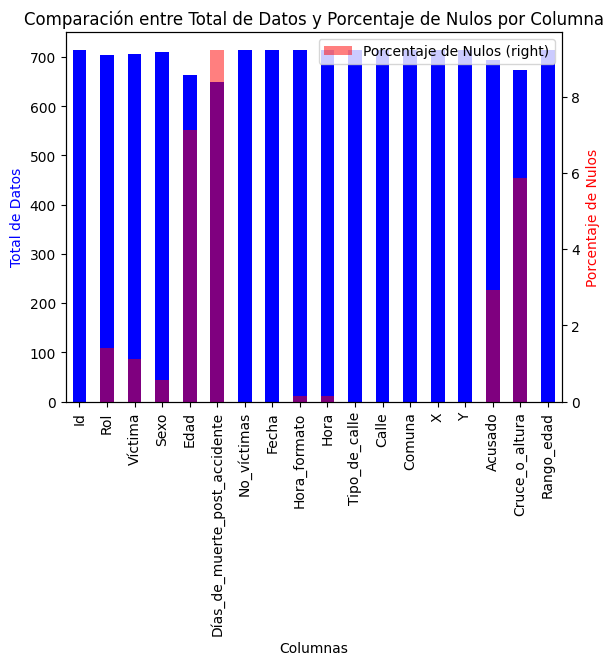 Comparación entre Total de Datos y Porcentaje de Nulos por Columna
Porcentaje de Nulos (right)
Total de Datos
700
600
500
400
300
200
100
0
8
6
4
2
0
Porcentaje de Nulos
Id
Rol
Víctima
Sexo
Edad
Días_de_muerte_post_accidente
No_víctimas
Fecha
Hora_formato
Hora
Tipo_de_calle
Calle
Comuna
X
Y
Acusado
Cruce_o_altura
Rango_edad
Columnas